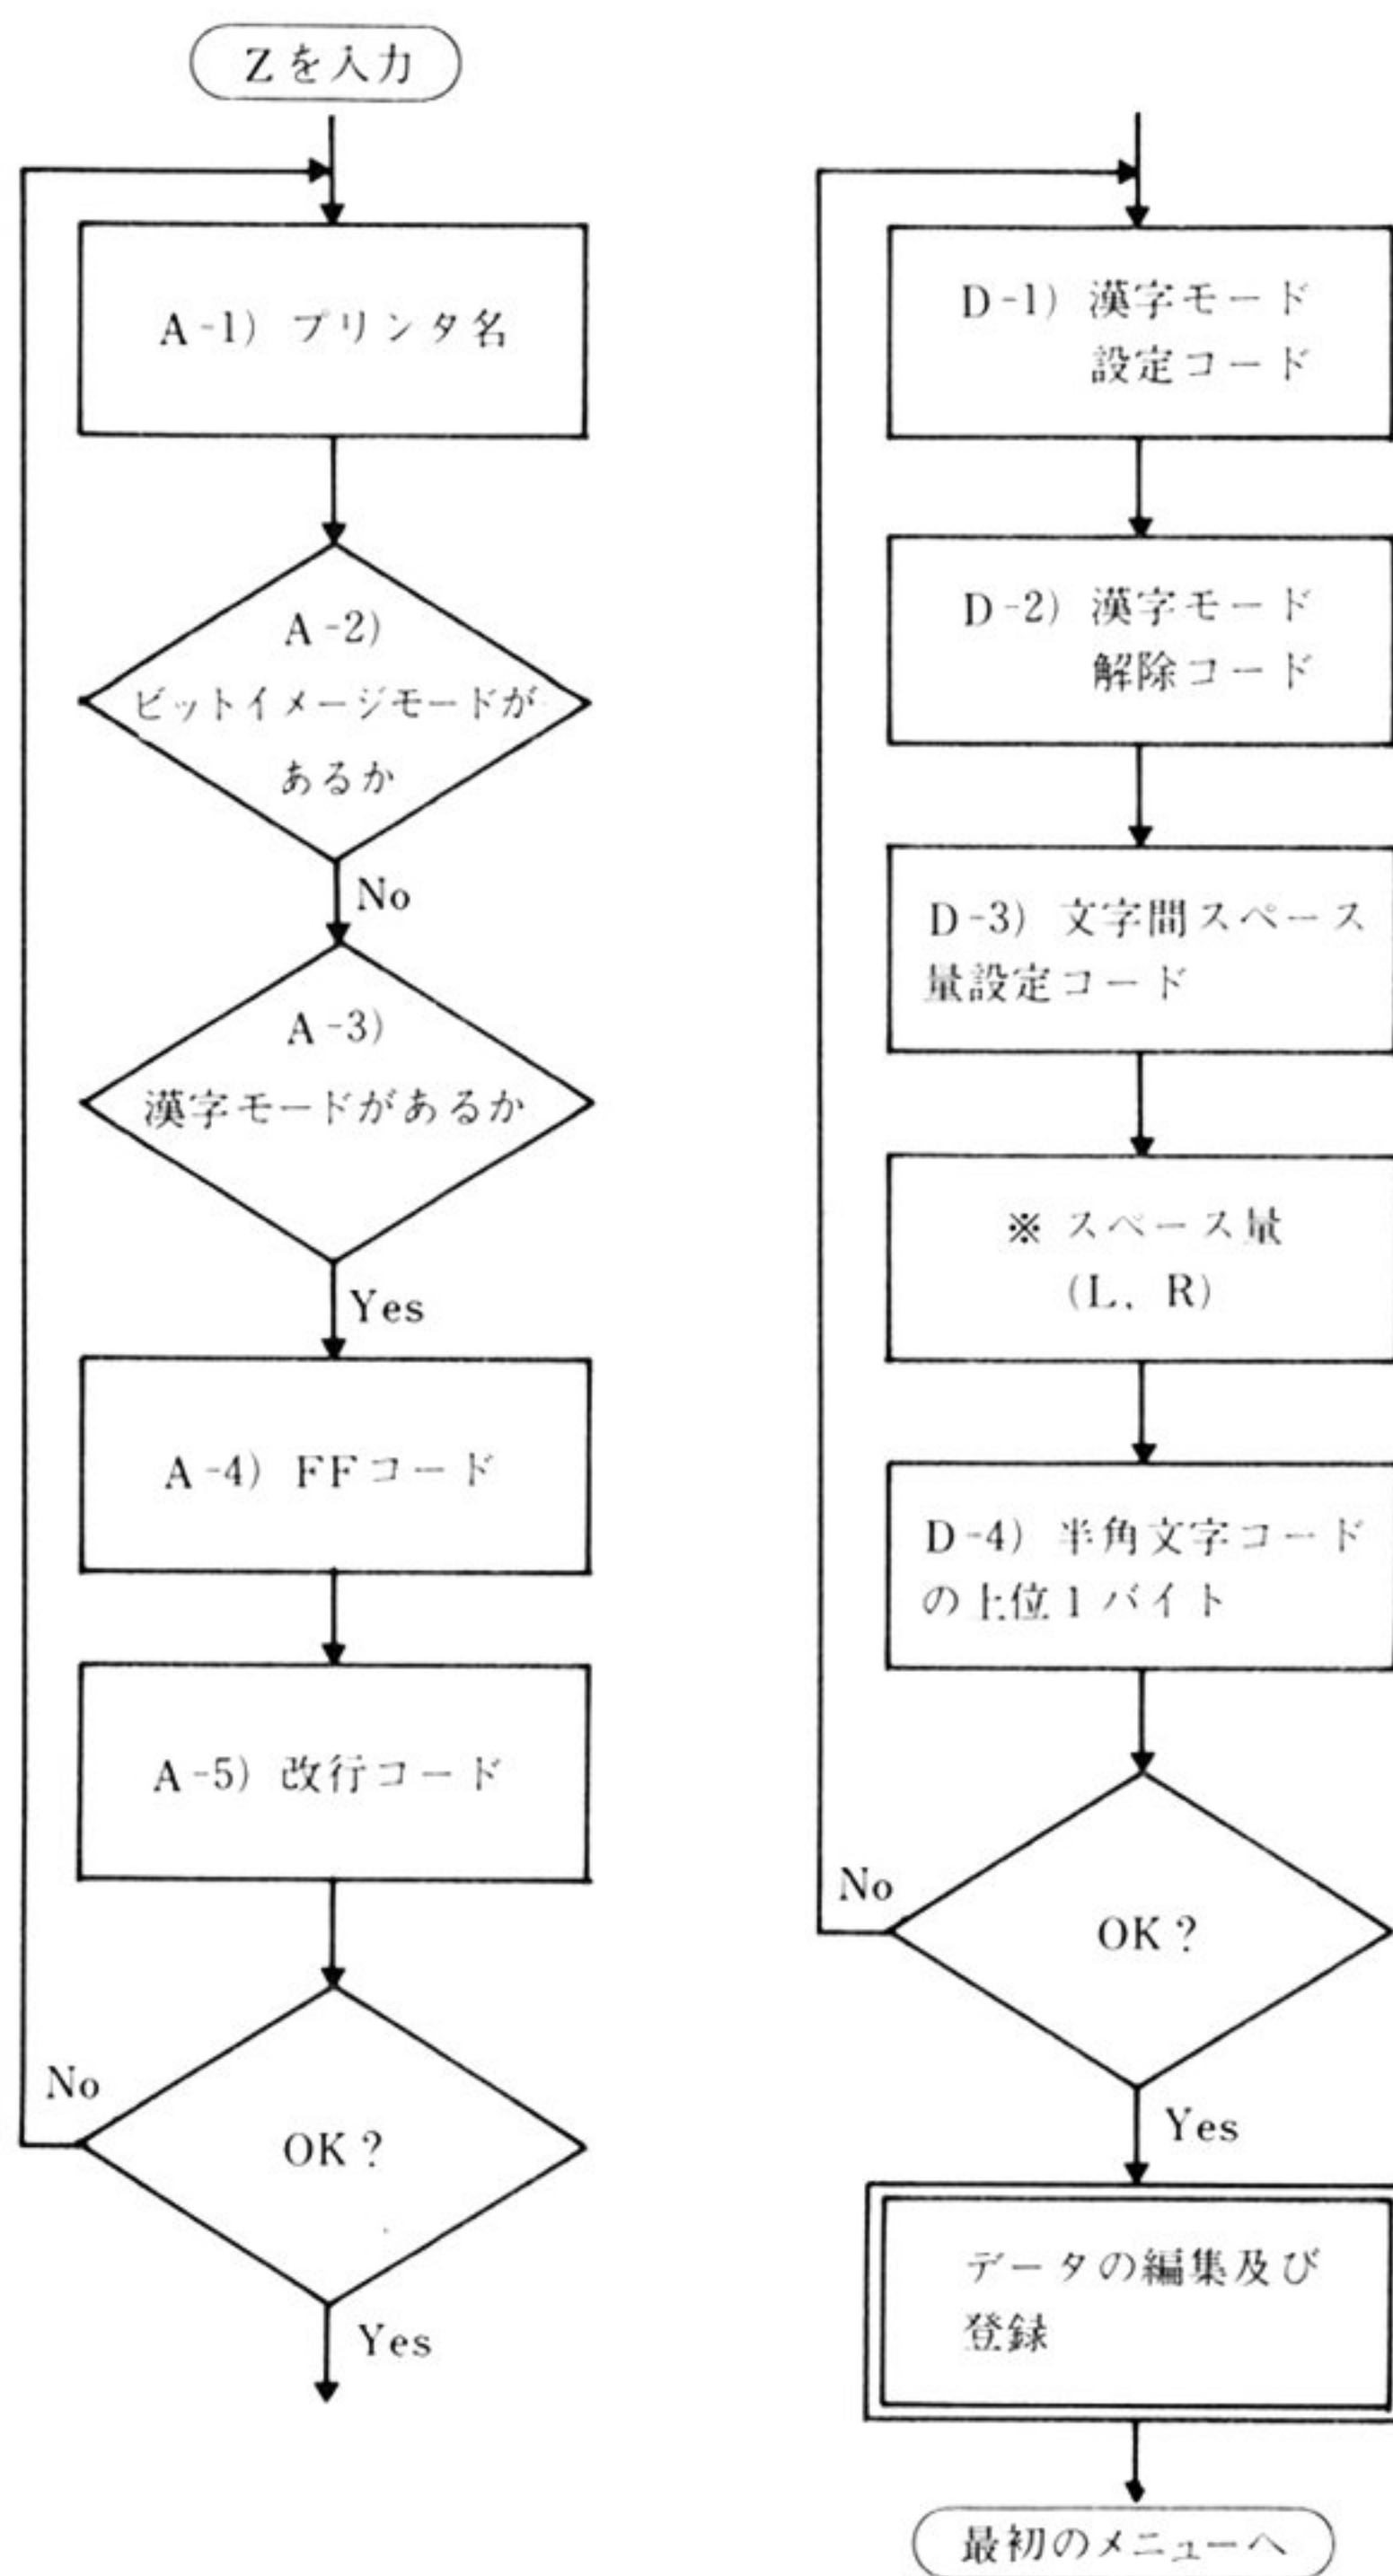 Zを入力
A-1) プリンタ名
A-2)
ビットイメージモードが
あるか
No
A-3)
漢字モードがあるか
Yes
A-4) FFコード
A-5) 改行コード
No
OK?
Yes
D-1) 漢字モード
設定コード
D-2) 漢字モード
解除コード
D-3) 文字間スペース
量設定コード
※ スペース量
(L, R)
D-4) 半角文字コード
の上位1バイト
No
OK?
Yes
データの編集及び
登録
最初のメニューへ